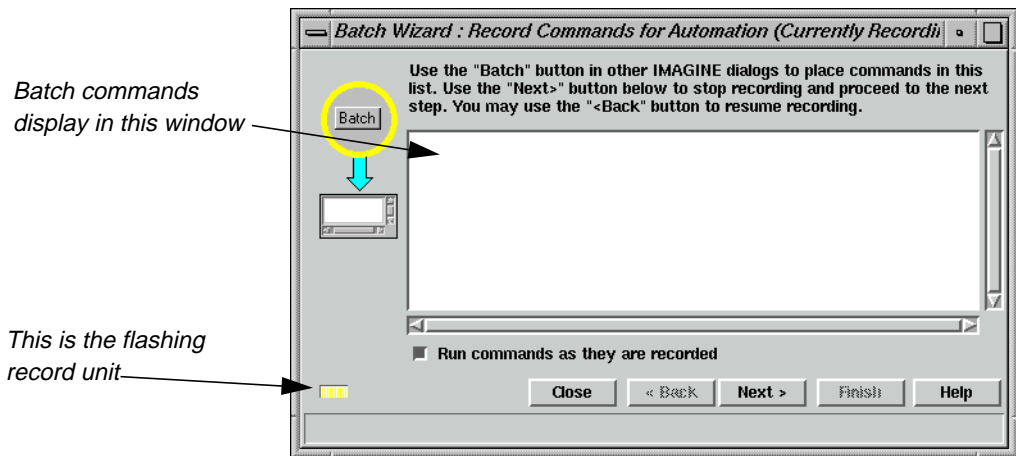 Batch Wizard : Record Commands for Automation (Currently Recordin
Use the "Batch" button in other IMAGINE dialogs to place commands in this
list. Use the "Next>" button below to stop recording and proceed to the next
step. You may use the "<Back" button to resume recording.
Batch commands
display in this window
Batch
This is the flashing
record unit
Run commands as they are recorded
Close
< Back
Next >
Finish
Help